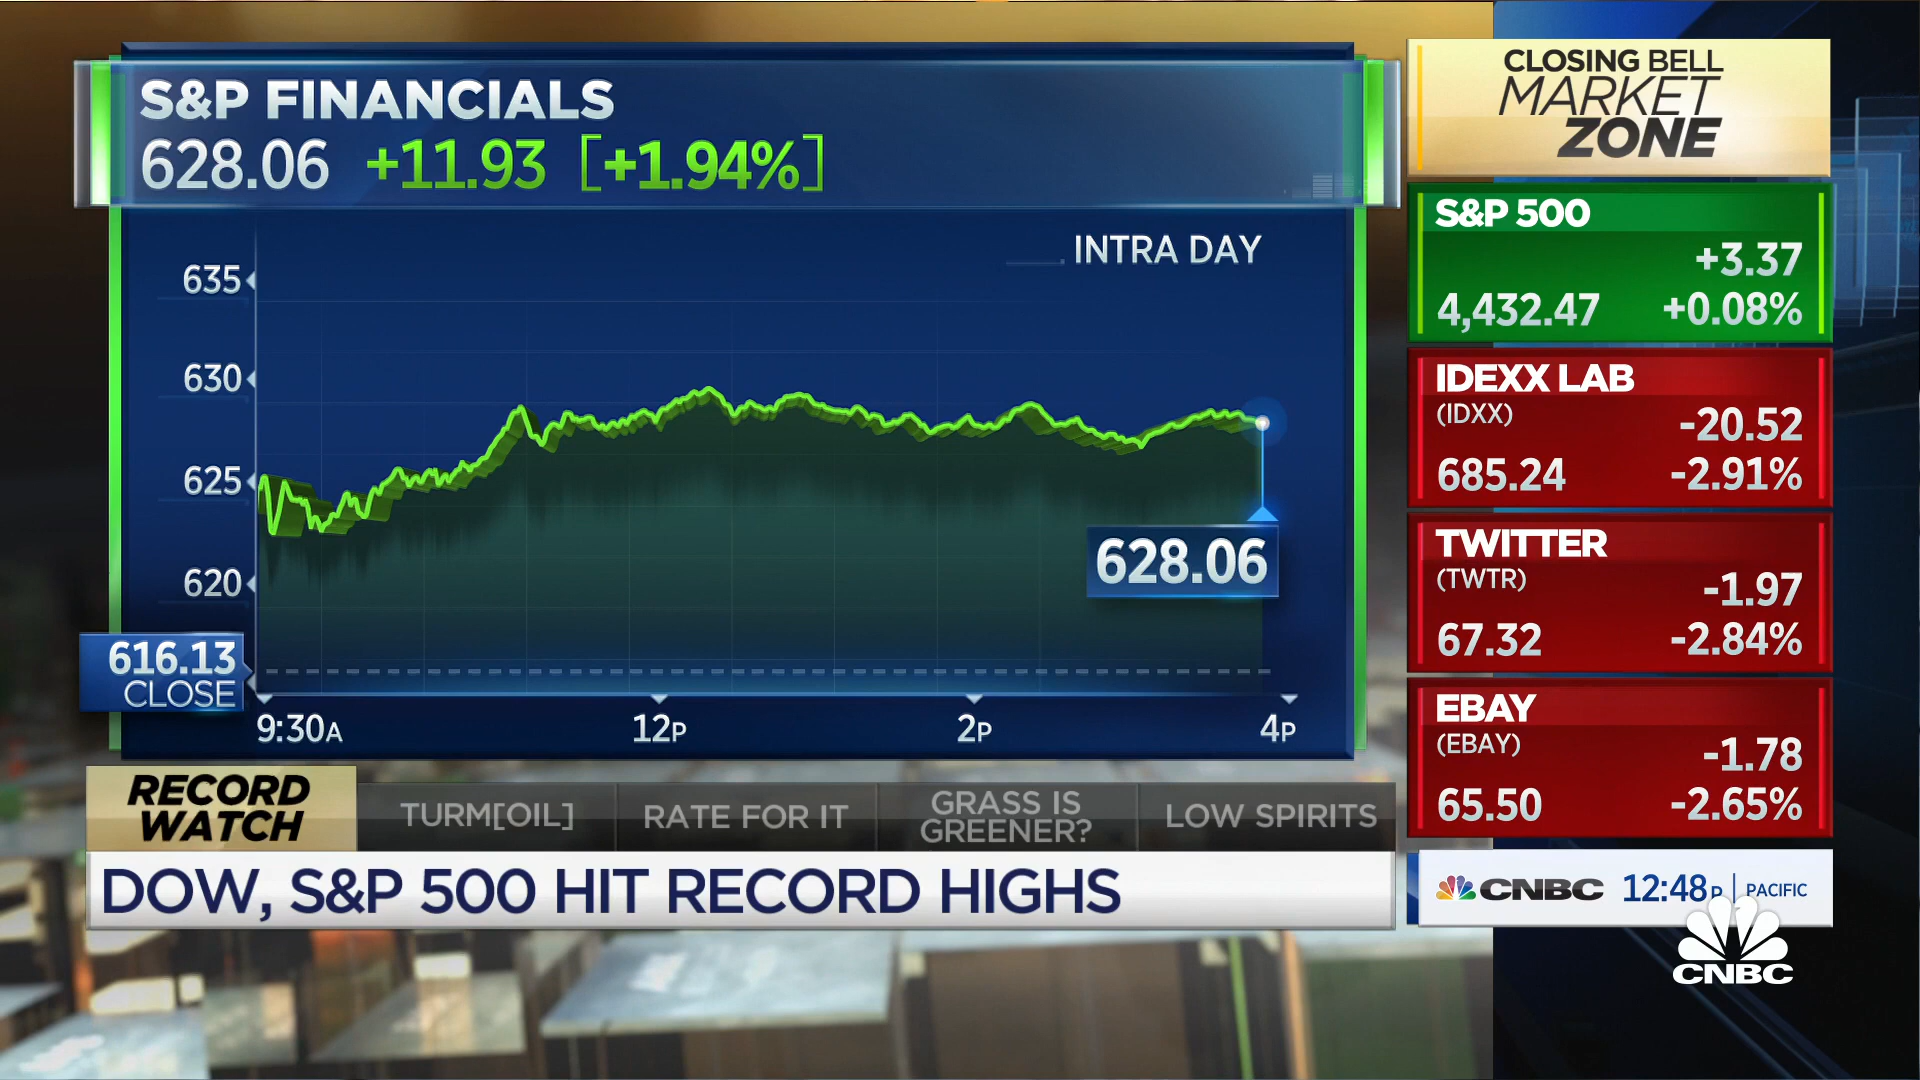 S&P FINANCIALS
628.06 +11.93 [+1.94%]
INTRA DAY
635
630
625
620
616.13
CLOSE
628.06
9:30A 12P 2P 4P
RECORD
WATCH
TURM[OIL]
RATE FOR IT
GRASS IS
GREENER?
LOW SPIRITS
DOW, S&P 500 HIT RECORD HIGHS
CLOSING BELL
MARKET
ZONE
S&P 500
+3.37
4,432.47 +0.08%
IDEXX LAB
(IDXX)
-20.52
685.24 -2.91%
TWITTER
(TWTR)
-1.97
67.32 -2.84%
EBAY
(EBAY)
-1.78
65.50 -2.65%
CNBC 12:48P PACIFIC
CNBC